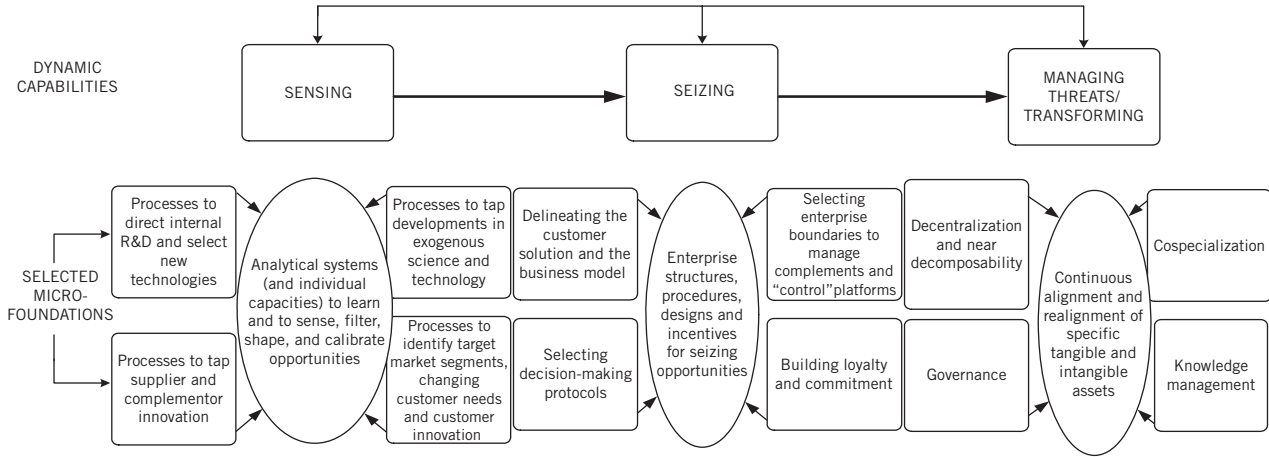 DYNAMIC
CAPABILITIES
SENSING
SEIZING
MANAGING
THREATS/
TRANSFORMING
SELECTED
MICRO-
FOUNDATIONS
Processes to
direct internal
R&D and select
new
technologies
Processes to tap
supplier and
complementor
innovation
Analytical systems
(and individual
capacities) to learn
and to sense, filter,
shape, and calibrate
opportunities
Processes to tap
developments in
exogenous
science and
technology
Processes to
identify target
market segments,
changing
customer needs
and customer
innovation
Delineating the
customer
solution and the
business model
Selecting
decision-making
protocols
Enterprise
structures,
procedures,
designs and
incentives
for seizing
opportunities
Selecting
enterprise
boundaries to
manage
complements and
“control”platforms
Building loyalty
and commitment
Decentralization
and near
decomposability
Governance
Continuous
alignment and
realignment of
specific
tangible and
intangible
assets
Cospecialization
Knowledge
management